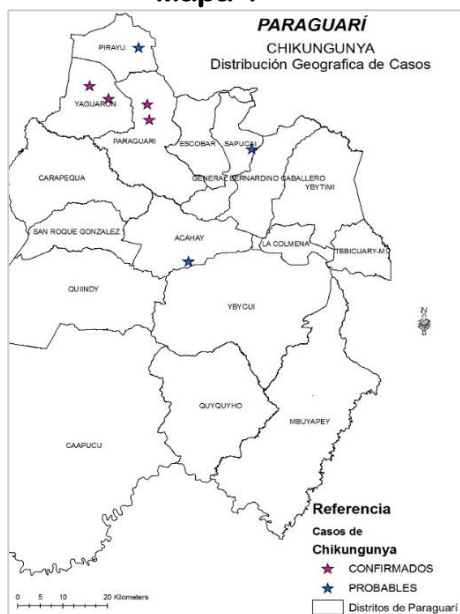 PARAGUARÍ
CHIKUNGUNYA
Distribución Geografica de Casos
PIRAYU
YAGUARON
PARAGUARI
ESCOBAR
SAPUCAI
CARAPEGUA
GENERAL BERNARDINO CABALLERO
YBYTIMI
SAN ROQUE GONZALEZ
ACAHAY
LA COLMENA
TEBICUARY-MI
QUIINDY
YBYCUI
N
QUYQUYHO
MBUYAPEY
CAAPUCU
Referencia
Casos de
Chikungunya
CONFIRMADOS
PROBABLES
Distritos de Paraguarí
0 5 10 20 Kilometers